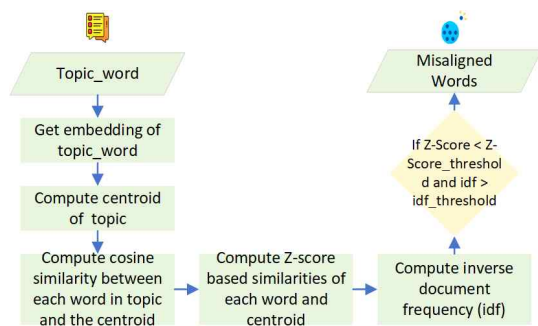 Topic_word
Get embedding of
topic_word
Compute centroid
of topic
Compute cosine
similarity between
each word in topic
and the centroid
Compute Z-score
based similarities of
each word and
centroid
Compute inverse
document
frequency (idf)
If Z-Score < Z-
Score_threshol
d and idf >
idf_threshold
Misaligned
Words